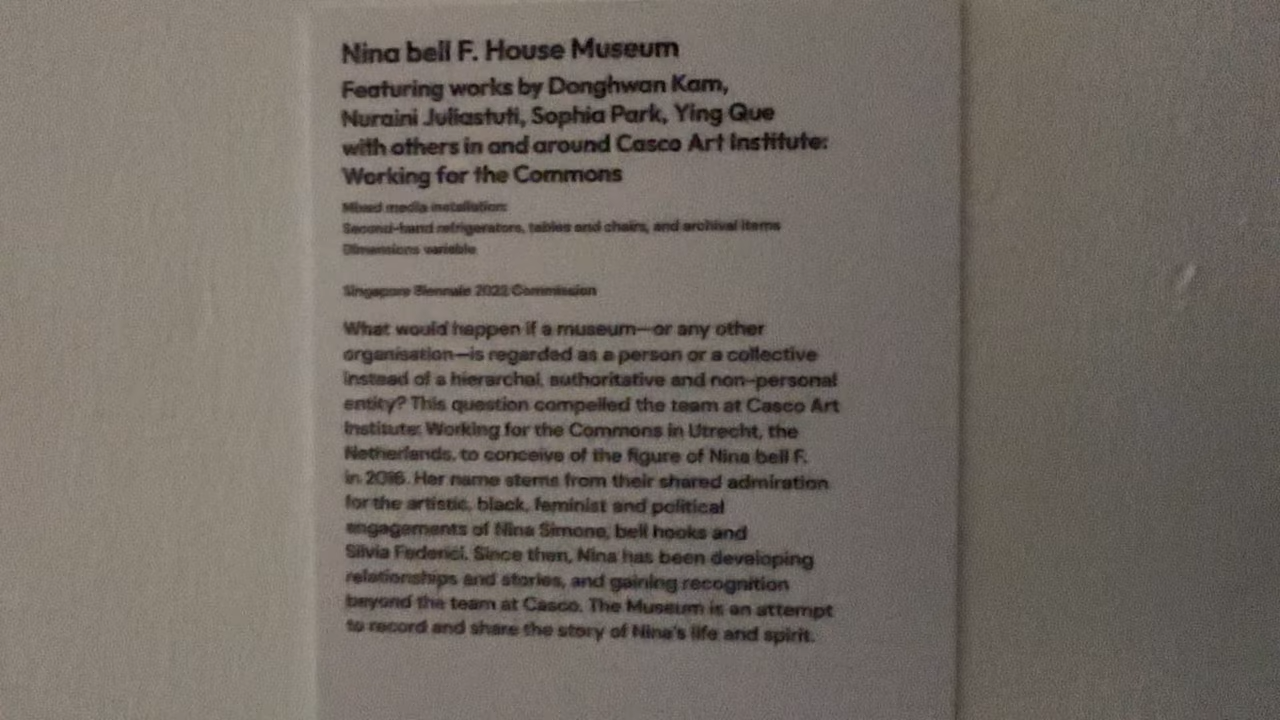 Nina bell F. House Museum
Featuring works by Donghwan Kam,
Nuraini Juliastuti, Sophia Park, Ying Que
with others in and around Casco Art Institute:
Working for the Commons
Mixed media installation:
Second-hand refrigerators, tables and chairs, and archival items
Dimensions variable
Singapore Biennale 2022 Commission
What would happen if a museum—or any other
organisation—is regarded as a person or a collective
instead of a hierarchal, authoritative and non-personal
entity? This question compelled the team at Casco Art
Institute: Working for the Commons in Utrecht, the
Netherlands, to conceive of the figure of Nina bell F.
in 2016. Her name stems from their shared admiration
for the artistic, black, feminist and political
engagements of Nina Simone, bell hooks and
Silvia Federici. Since then, Nina has been developing
relationships and stories, and gaining recognition
beyond the team at Casco. The Museum is an attempt
to record and share the story of Nina's life and spirit.